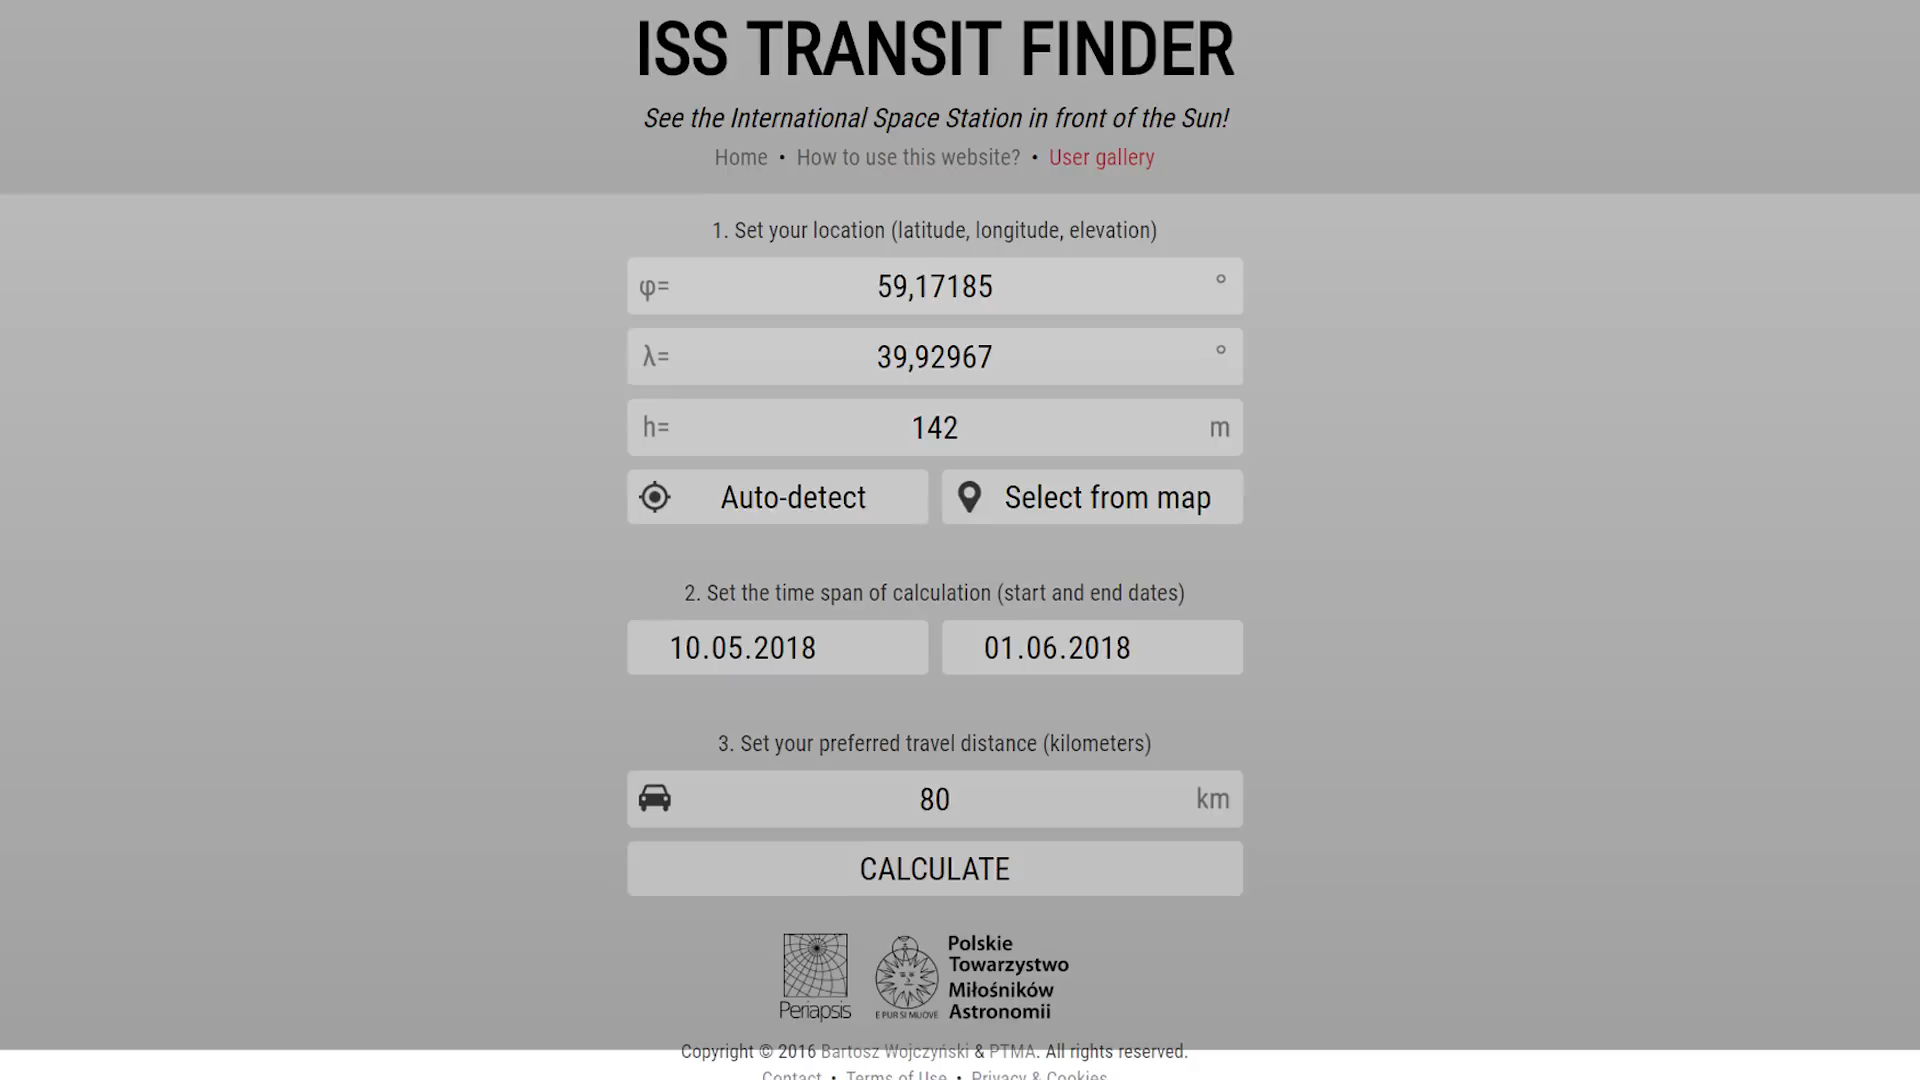 ISS TRANSIT FINDER
See the International Space Station in front of the Sun!
Home • How to use this website? • User gallery
1. Set your location (latitude, longitude, elevation)
φ= 59,17185 °
λ= 39,92967 °
h= 142 m
Auto-detect Select from map
2. Set the time span of calculation (start and end dates)
10.05.2018 01.06.2018
3. Set your preferred travel distance (kilometers)
80 km
CALCULATE
Periapsis
E PUR SI MUOVE
Polskie
Towarzystwo
Miłośników
Astronomii
Copyright © 2016 Bartosz Wojczyński & PTMA. All rights reserved.
Contact • Terms of Use • Privacy & Cookies